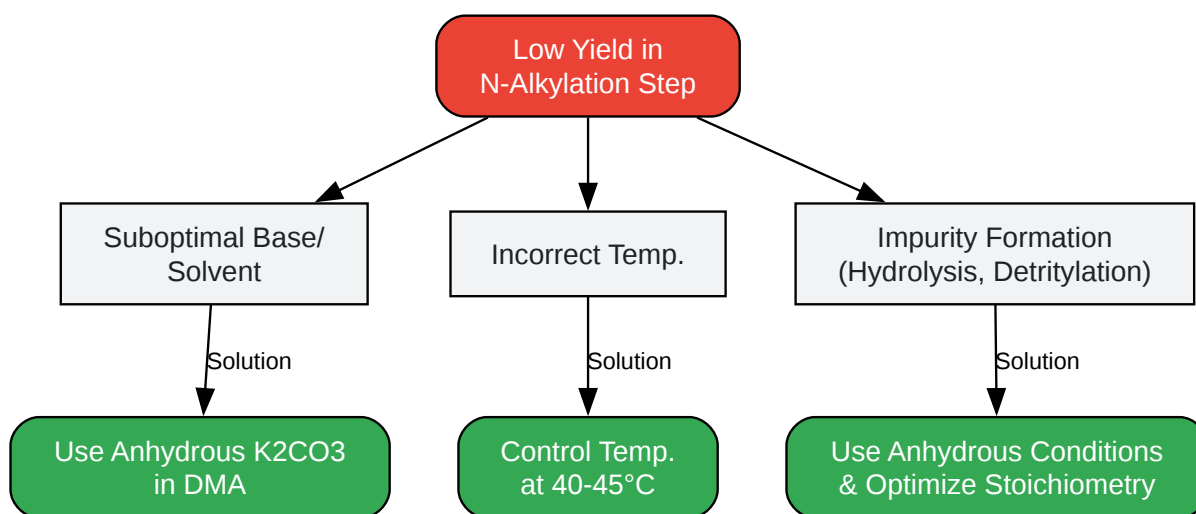 Low Yield in
N-Alkylation Step
Suboptimal Base/
Solvent
Incorrect Temp.
Impurity Formation
(Hydrolysis, Detritylation)
Solution
Solution
Solution
Use Anhydrous K2CO3
in DMA
Control Temp.
at 40-45°C
Use Anhydrous Conditions
& Optimize Stoichiometry